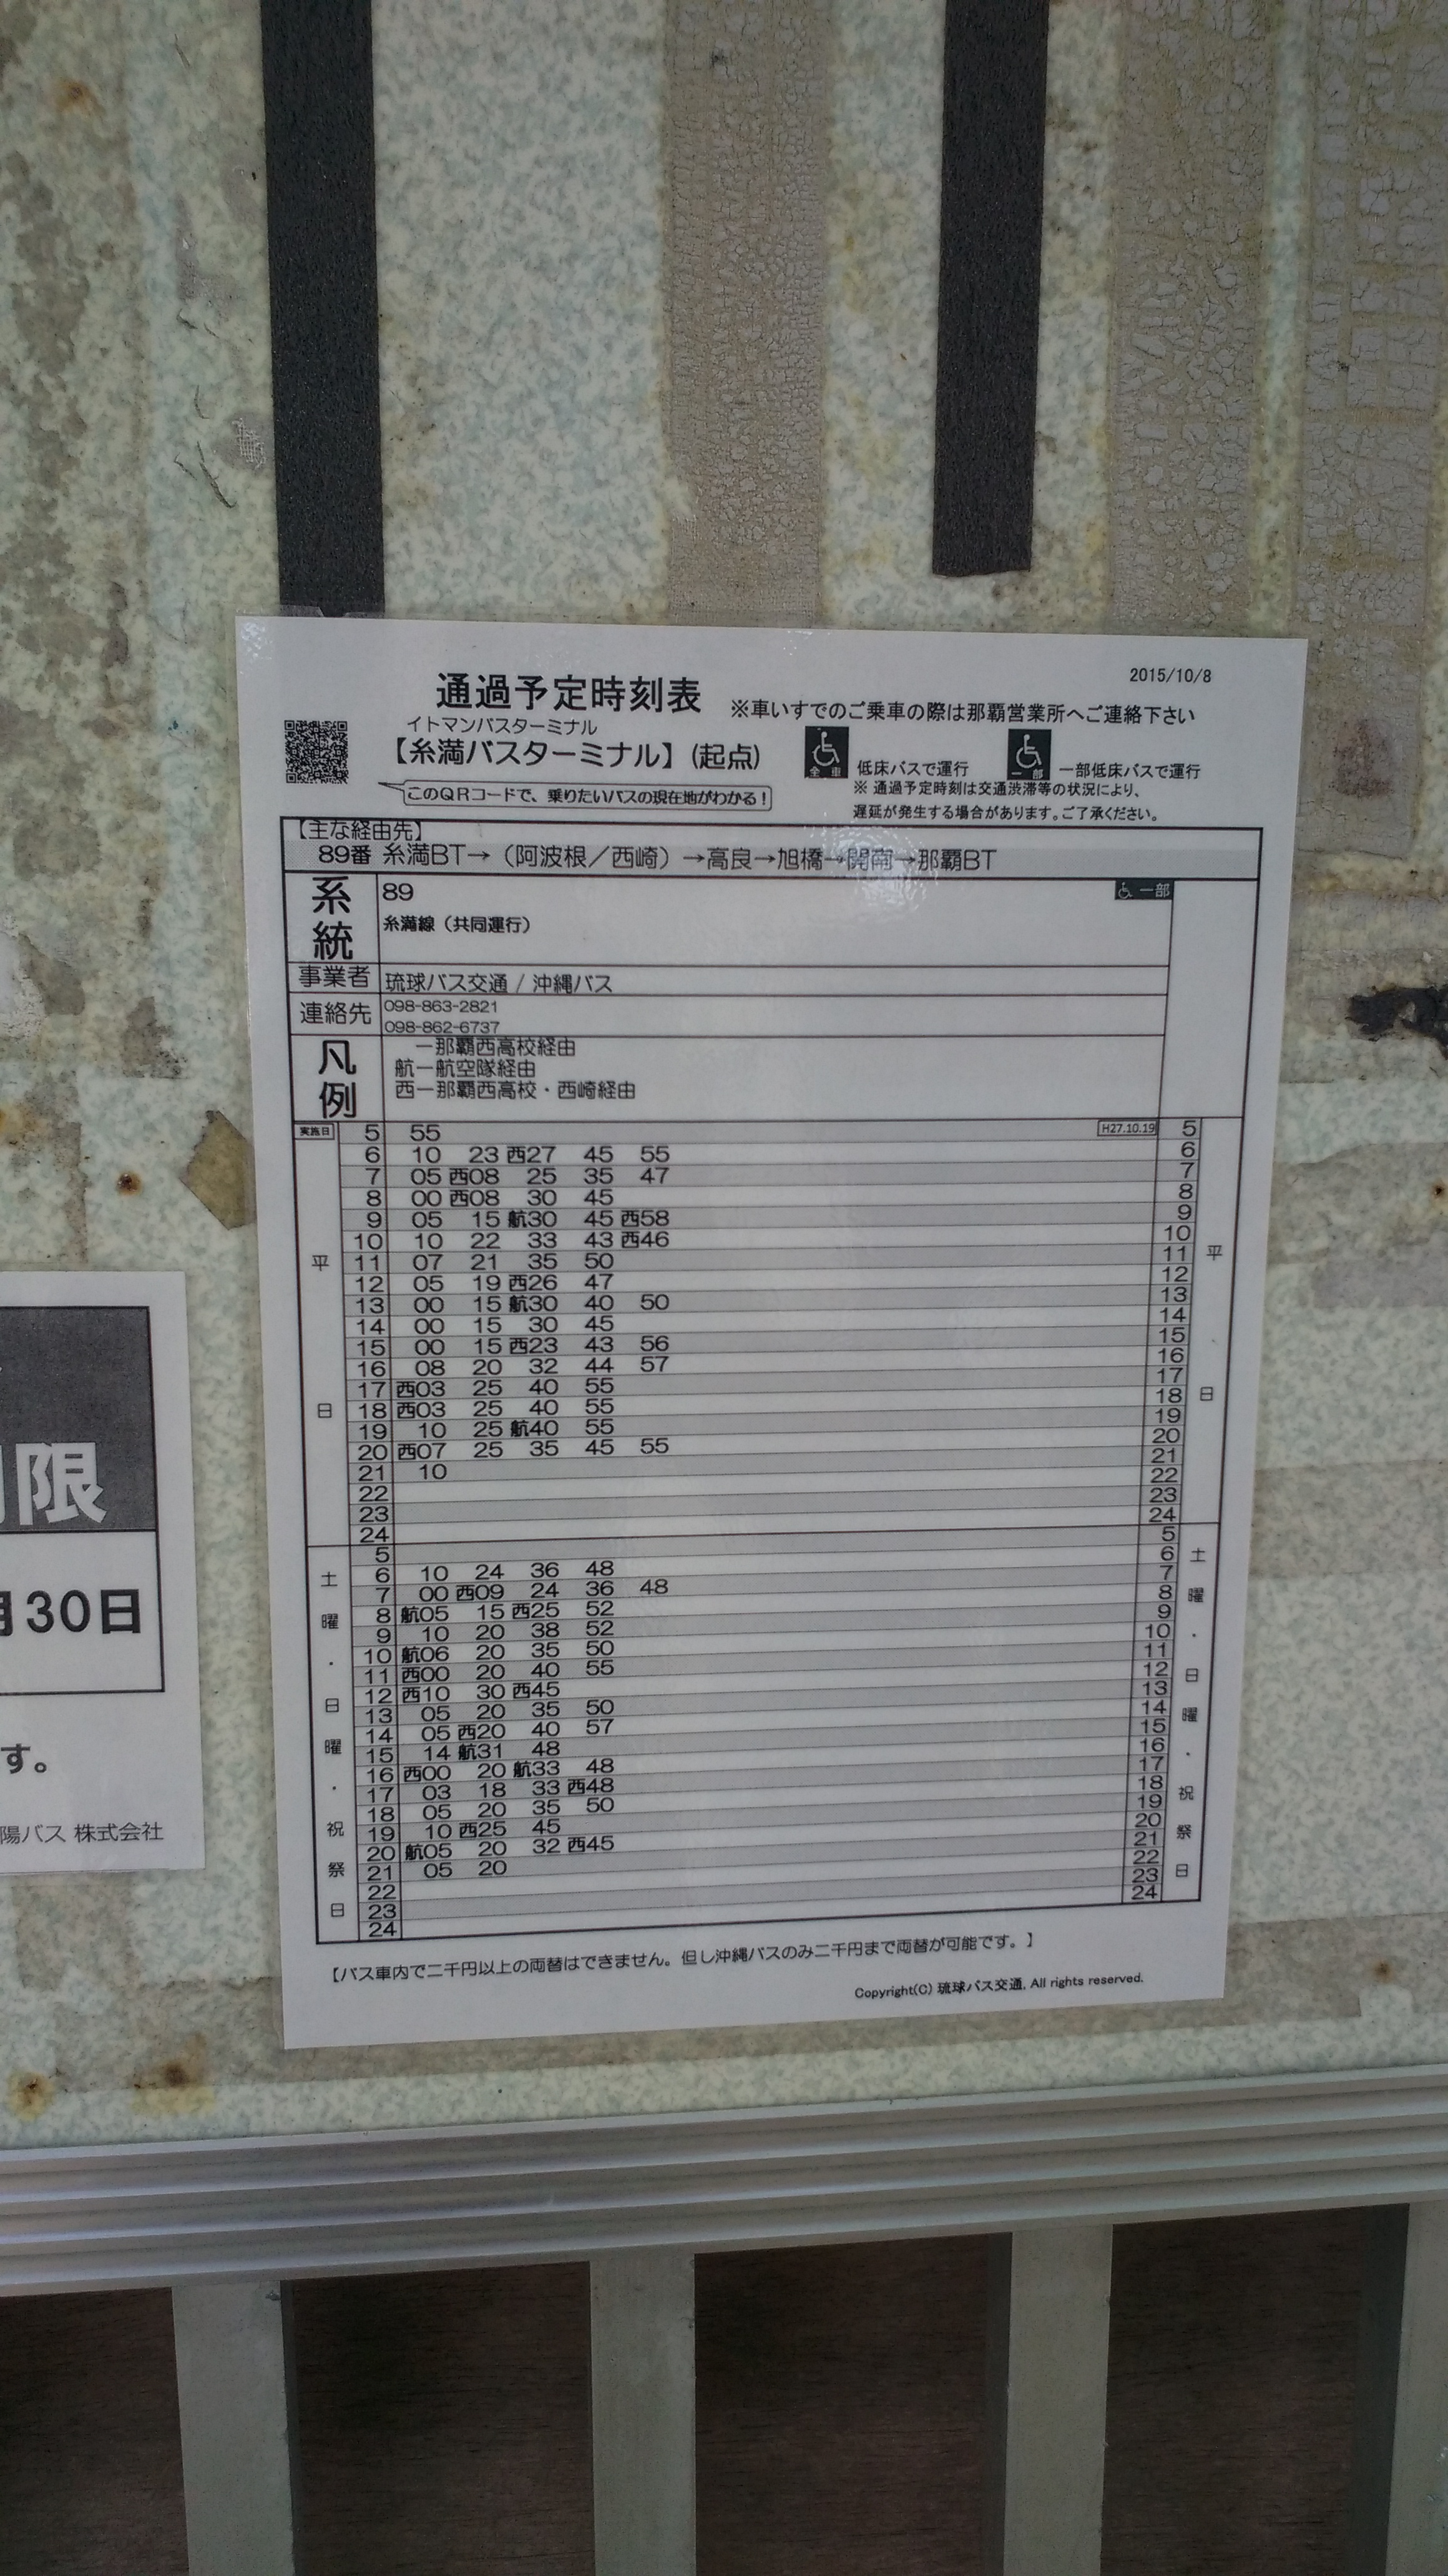 通過予定時刻表
2015/10/8
※車いすでのご乗車の際は那覇営業所へご連絡下さい
イトマンバスターミナル
【糸満バスターミナル】(起点)
全車 低床バスで運行
一部 一部低床バスで運行
このQRコードで、乗りたいバスの現在地がわかる!
※ 通過予定時刻は交通渋滞等の状況により、
遅延が発生する場合があります。ご了承ください。
【主な経由先】
89番 糸満BT→（阿波根／西崎）→高良→旭橋→開南→那覇BT
系統 89 一部
糸満線（共同運行）
事業者 琉球バス交通 / 沖縄バス
連絡先 098-863-2821
098-862-6737
凡例 ー那覇西高校経由
航ー航空隊経由
西ー那覇西高校・西崎経由
実施日 5 55 H27.10.19 5
6 10 23 西27 45 55 6
7 05 西08 25 35 47 7
8 00 西08 30 45 8
9 05 15 航30 45 西58 9
10 10 22 33 43 西46 10
平 11 07 21 35 50 11 平
12 05 19 西26 47 12
13 00 15 航30 40 50 13
14 00 15 30 45 14
15 00 15 西23 43 56 15
16 08 20 32 44 57 16
17 西03 25 40 55 17
日 18 西03 25 40 55 18 日
19 10 25 航40 55 19
20 西07 25 35 45 55 20
21 10 21
22 22
23 23
24 24
5 5
土 6 10 24 36 48 6 土
7 00 西09 24 36 48 7
曜 8 航05 15 西25 52 8 曜
9 10 20 38 52 9
・ 10 航06 20 35 50 10 ・
11 西00 20 40 55 11
日 12 西10 30 西45 12 日
13 05 20 35 50 13
曜 14 05 西20 40 57 14 曜
15 14 航31 48 15
・ 16 西00 20 航33 48 16 ・
17 03 18 33 西48 17
18 05 20 35 50 18
祝 19 10 西25 45 19 祝
20 航05 20 32 西45 20
祭 21 05 20 21 祭
22 22
日 23 23 日
24 24
【バス車内で二千円以上の両替はできません。但し沖縄バスのみ二千円まで両替が可能です。】
Copyright(C) 琉球バス交通, All rights reserved.
限
月30日
す。
陽バス 株式会社